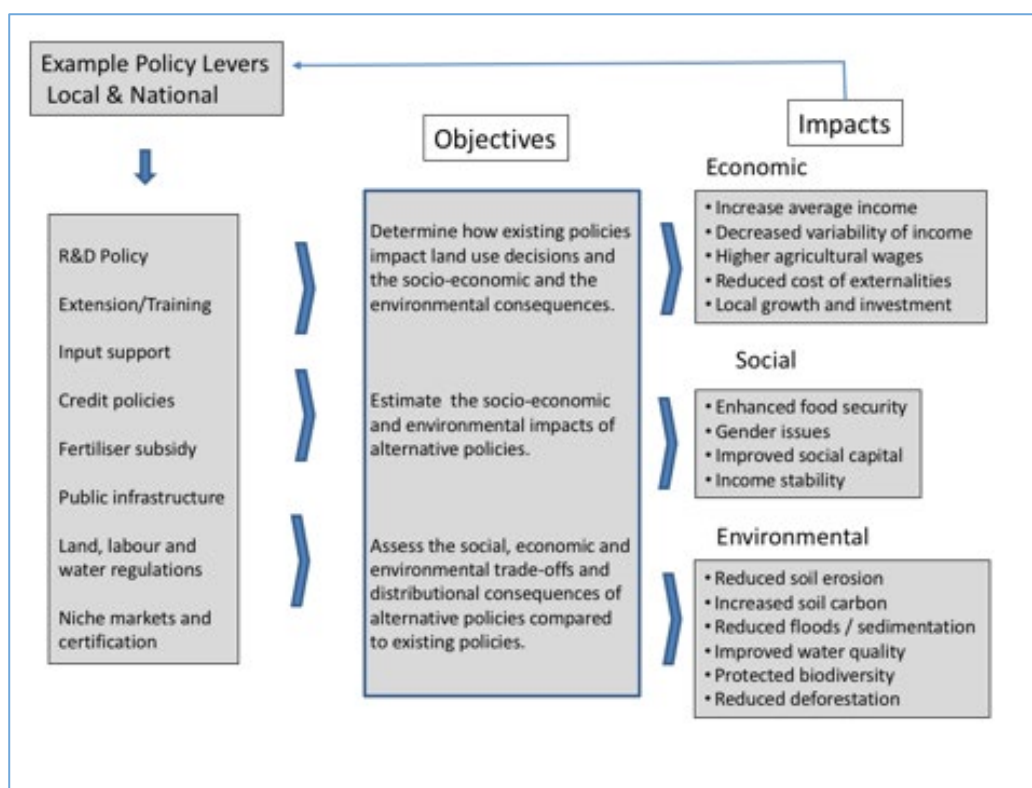 Example Policy Levers
Local & National
R&D Policy
Extension/Training
Input support
Credit policies
Fertiliser subsidy
Public infrastructure
Land, labour and
water regulations
Niche markets and
certification
Objectives
Determine how existing policies
impact land use decisions and
the socio-economic and the
environmental consequences.
Estimate the socio-economic
and environmental impacts of
alternative policies.
Assess the social, economic and
environmental trade-offs and
distributional consequences of
alternative policies compared
to existing policies.
Impacts
Economic
• Increase average income
• Decreased variability of income
• Higher agricultural wages
• Reduced cost of externalities
• Local growth and investment
Social
• Enhanced food security
• Gender issues
• Improved social capital
• Income stability
Environmental
• Reduced soil erosion
• Increased soil carbon
• Reduced floods / sedimentation
• Improved water quality
• Protected biodiversity
• Reduced deforestation